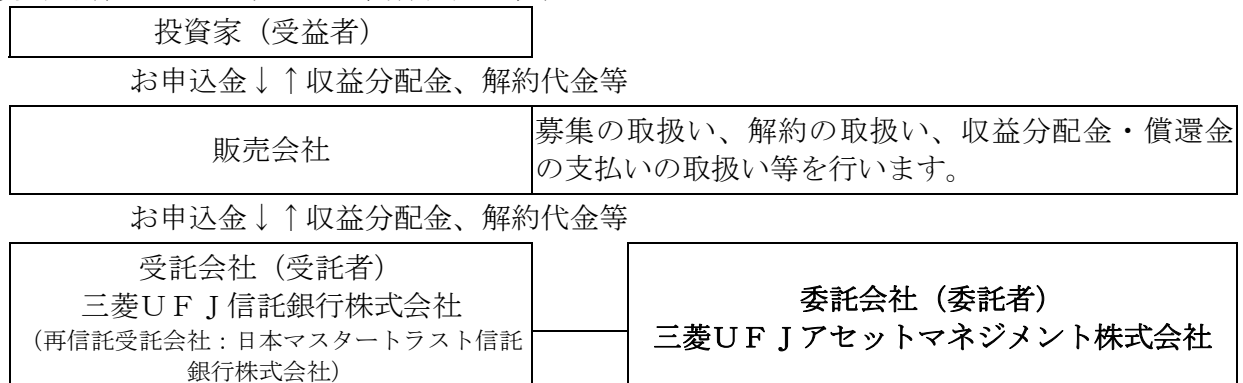 投資家（受益者）
お申込金↓↑収益分配金、解約代金等
販売会社
募集の取扱い、解約の取扱い、収益分配金・償還金
の支払いの取扱い等を行います。
お申込金↓↑収益分配金、解約代金等
受託会社（受託者）
三菱ＵＦＪ信託銀行株式会社
（再信託受託会社：日本マスタートラスト信託
銀行株式会社）
委託会社（委託者）
三菱ＵＦＪアセットマネジメント株式会社